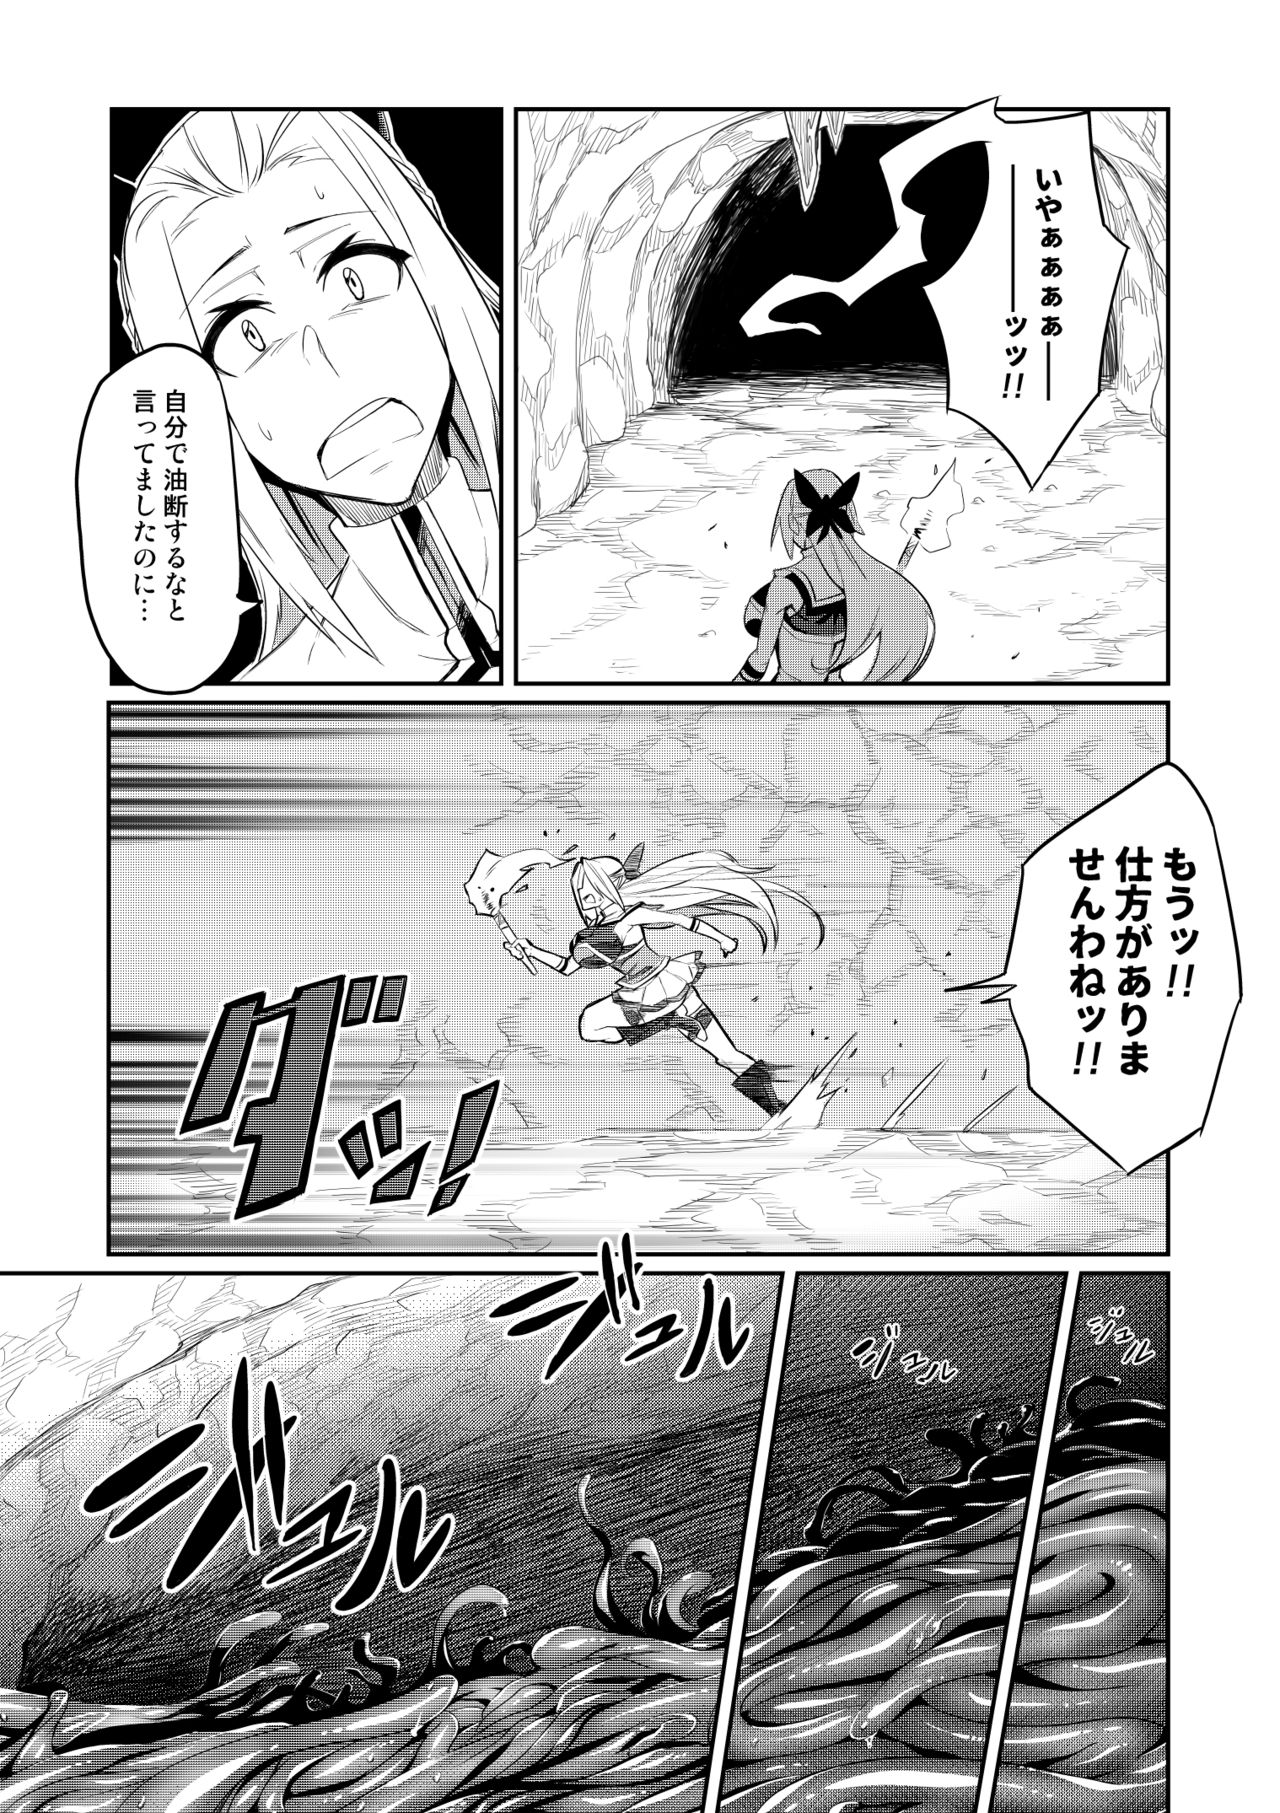 いやぁぁぁぁ――
――ッッ!!
自分で油断するなと
言ってましたのに…
もうッ!!
仕方がありま
せんわねッ!!
ダッ!
ジュル
ジュル
ジュル
ジュル